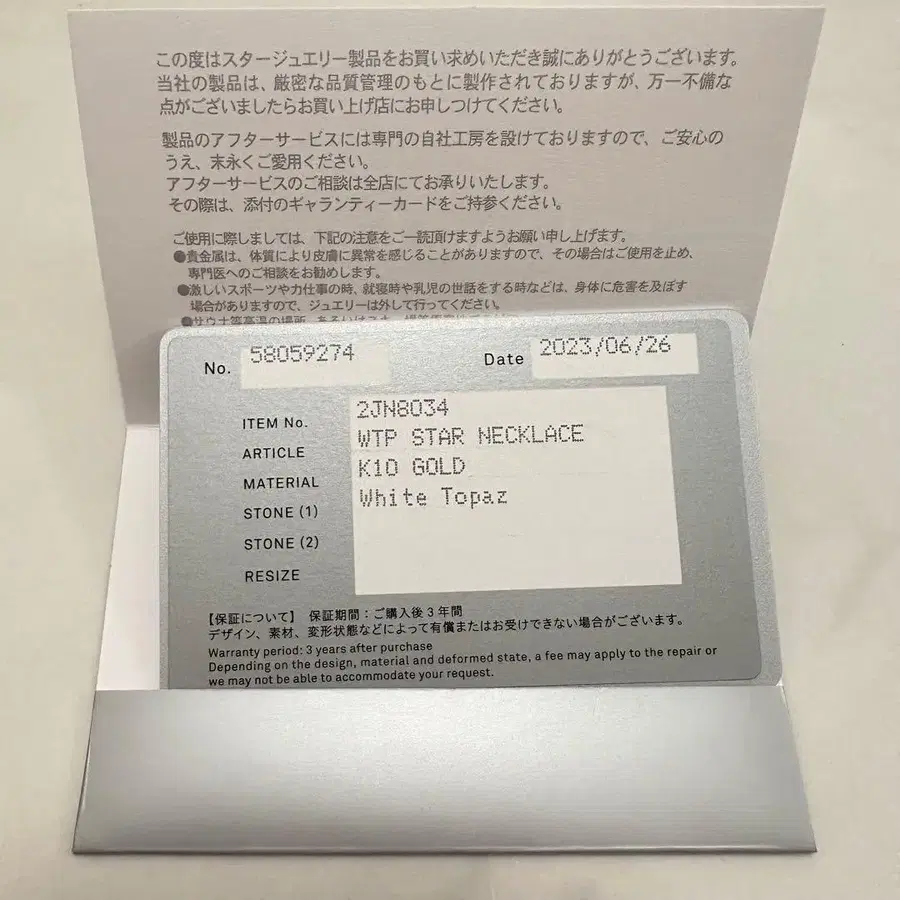 この度はスタージュエリー製品をお買い求めいただき誠にありがとうございます。
当社の製品は、厳密な品質管理のもとに製作されておりますが、万一不備な
点がございましたらお買い上げ店にお申しつけてください。
製品のアフターサービスには専門の自社工房を設けておりますので、ご安心の
うえ、末永くご愛用ください。
アフターサービスのご相談は全店にてお承りいたします。
その際は、添付のギャランティーカードをご持参ください。
ご使用に際しましては、下記の注意をご一読頂けますようお願い申し上げます。
●貴金属は、体質により皮膚に異常を感じることがありますので、その場合はご使用を止め、
専門医へのご相談をお勧めします。
●激しいスポーツや力仕事の時、就寝時や乳児の世話をする時などは、身体に危害を及ぼす
場合がありますので、ジュエリーは外して行ってください。
●サウナ等高温の場所、あるいはスキー場等
No. 58059274 Date 2023/06/26
ITEM No. 2JN8034
ARTICLE WTP STAR NECKLACE
MATERIAL K10 GOLD
STONE (1) White Topaz
STONE (2)
RESIZE
【保証について】 保証期間：ご購入後3年間
デザイン、素材、変形状態などによって有償またはお受けできない場合がございます。
Warranty period: 3 years after purchase
Depending on the design, material and deformed state, a fee may apply to the repair or
we may not be able to accommodate your request.